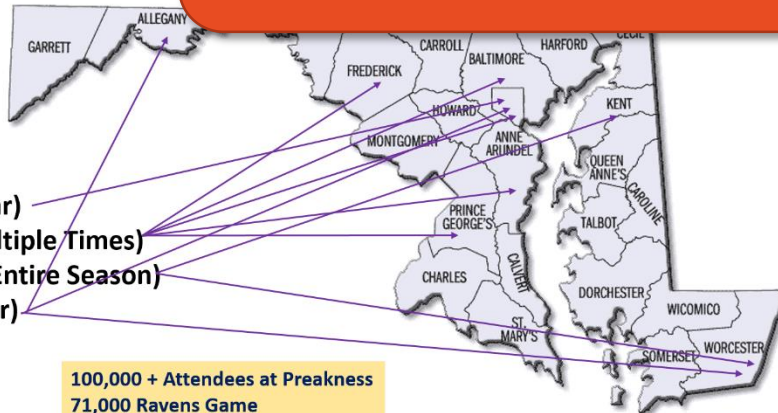 ALLEGANY
GARRETT
CARROLL
HARFORD
CECIL
BALTIMORE
FREDERICK
KENT
HOWARD
MONTGOMERY
ANNE
ARUNDEL
QUEEN
ANNE'S
CAROLINE
PRINCE
GEORGE'S
TALBOT
CALVERT
CHARLES
DORCHESTER
WICOMICO
ST.
MARY'S
SOMERSET
WORCESTER
ar)
ltiple Times)
Entire Season)
r)
100,000 + Attendees at Preakness
71,000 Ravens Game